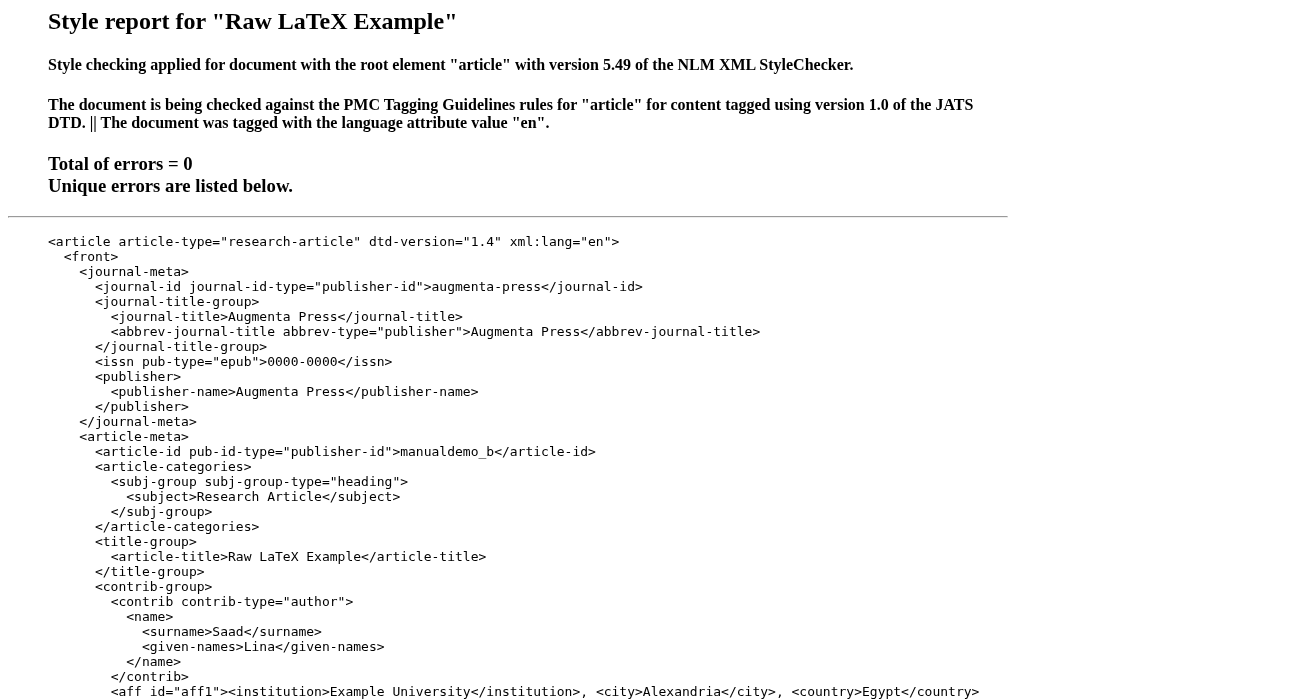 Style report for "Raw LaTeX Example"
Style checking applied for document with the root element "article" with version 5.49 of the NLM XML StyleChecker.
The document is being checked against the PMC Tagging Guidelines rules for "article" for content tagged using version 1.0 of the JATS
DTD. || The document was tagged with the language attribute value "en".
Total of errors = 0
Unique errors are listed below.
<article article-type="research-article" dtd-version="1.4" xml:lang="en">
  <front>
    <journal-meta>
      <journal-id journal-id-type="publisher-id">augmenta-press</journal-id>
      <journal-title-group>
        <journal-title>Augmenta Press</journal-title>
        <abbrev-journal-title abbrev-type="publisher">Augmenta Press</abbrev-journal-title>
      </journal-title-group>
      <issn pub-type="epub">0000-0000</issn>
      <publisher>
        <publisher-name>Augmenta Press</publisher-name>
      </publisher>
    </journal-meta>
    <article-meta>
      <article-id pub-id-type="publisher-id">manualdemo_b</article-id>
      <article-categories>
        <subj-group subj-group-type="heading">
          <subject>Research Article</subject>
        </subj-group>
      </article-categories>
      <title-group>
        <article-title>Raw LaTeX Example</article-title>
      </title-group>
      <contrib-group>
        <contrib contrib-type="author">
          <name>
            <surname>Saad</surname>
            <given-names>Lina</given-names>
          </name>
        </contrib>
        <aff id="aff1"><institution>Example University</institution>, <city>Alexandria</city>, <country>Egypt</country>